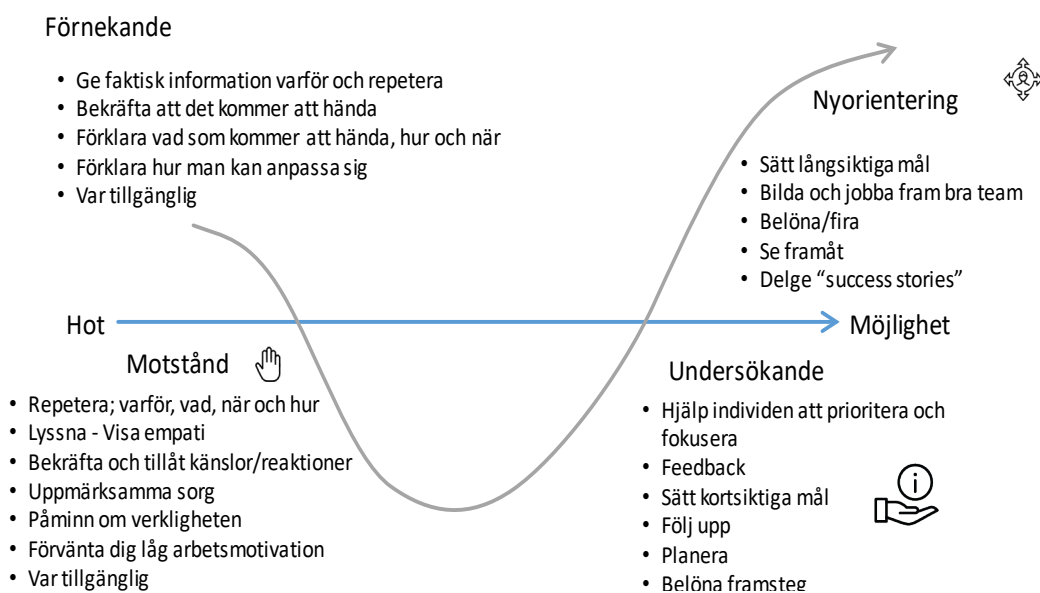 Förnekande
• Ge faktisk information varför och repetera
• Bekräfta att det kommer att hända
• Förklara vad som kommer att hända, hur och när
• Förklara hur man kan anpassa sig
• Var tillgänglig
Nyorientering
• Sätt långsiktiga mål
• Bilda och jobba fram bra team
• Belöna/fira
• Se framåt
• Delge “success stories”
Hot
Möjlighet
Motstånd
• Repetera; varför, vad, när och hur
• Lyssna - Visa empati
• Bekräfta och tillåt känslor/reaktioner
• Uppmärksamma sorg
• Påminn om verkligheten
• Förvänta dig låg arbetsmotivation
• Var tillgänglig
Undersökande
• Hjälp individen att prioritera och
fokusera
• Feedback
• Sätt kortsiktiga mål
• Följ upp
• Planera
• Belöna framsteg
i